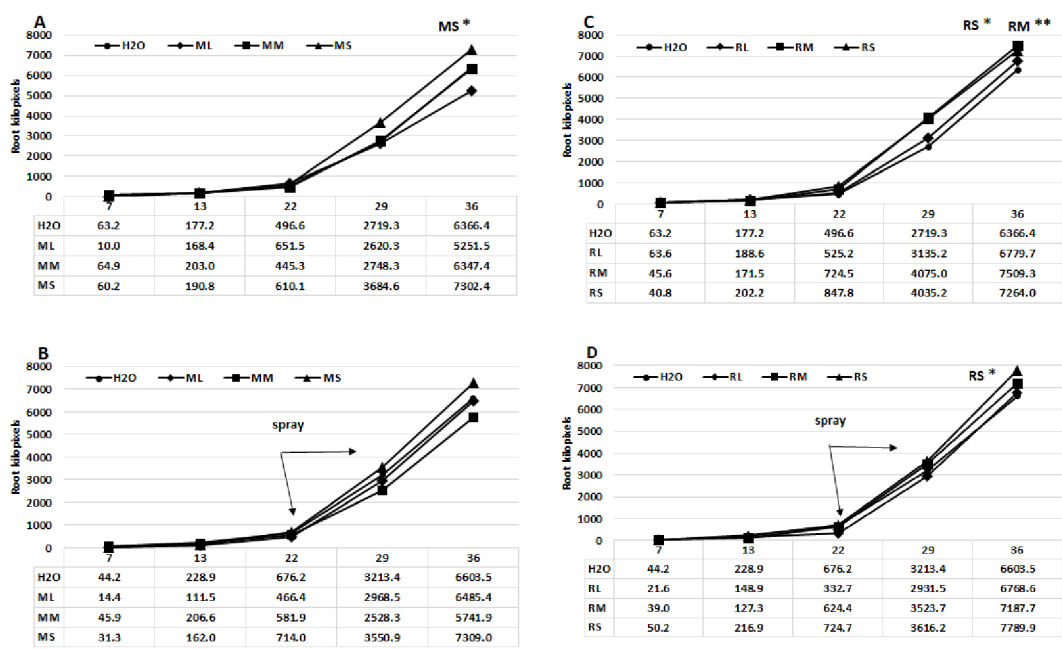 A
MS *
H2O ML MM MS
8000
7000
6000
5000
4000
3000
2000
1000
0
Root kilopixels
7 13 22 29 36
H2O 63.2 177.2 496.6 2719.3 6366.4
ML 10.0 168.4 651.5 2620.3 5251.5
MM 64.9 203.0 445.3 2748.3 6347.4
MS 60.2 190.8 610.1 3684.6 7302.4
C
RS * RM **
H2O RL RM RS
8000
7000
6000
5000
4000
3000
2000
1000
0
Root kilopixels
7 13 22 29 36
H2O 63.2 177.2 496.6 2719.3 6366.4
RL 63.6 188.6 525.2 3135.2 6779.7
RM 45.6 171.5 724.5 4075.0 7509.3
RS 40.8 202.2 847.8 4035.2 7264.0
B
H2O ML MM MS
8000
7000
6000
5000
4000
3000
2000
1000
0
Root kilopixels
spray
7 13 22 29 36
H2O 44.2 228.9 676.2 3213.4 6603.5
ML 14.4 111.5 466.4 2968.5 6485.4
MM 45.9 206.6 581.9 2528.3 5741.9
MS 31.3 162.0 714.0 3550.9 7309.0
D
H2O RL RM RS
RS *
8000
7000
6000
5000
4000
3000
2000
1000
0
Root kilopixels
spray
7 13 22 29 36
H2O 44.2 228.9 676.2 3213.4 6603.5
RL 21.6 148.9 332.7 2931.5 6768.6
RM 39.0 127.3 624.4 3523.7 7187.7
RS 50.2 216.9 724.7 3616.2 7789.9